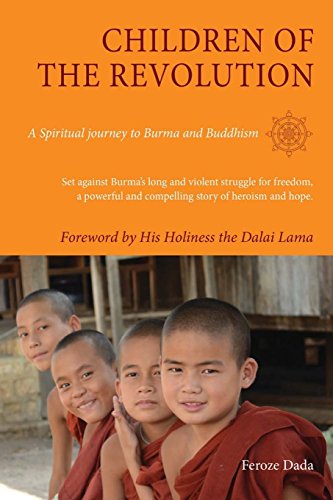 CHILDREN OF
THE REVOLUTION
A Spiritual journey to Burma and Buddhism
Set against Burma's long and violent struggle for freedom,
a powerful and compelling story of heroism and hope.
Foreword by His Holiness the Dalai Lama
Feroze Dada